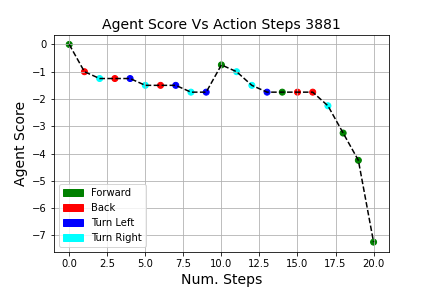 Agent Score Vs Action Steps 3881
Agent Score
0
−1
−2
−3
−4
−5
−6
−7
Forward
Back
Turn Left
Turn Right
0.0 2.5 5.0 7.5 10.0 12.5 15.0 17.5 20.0
Num. Steps